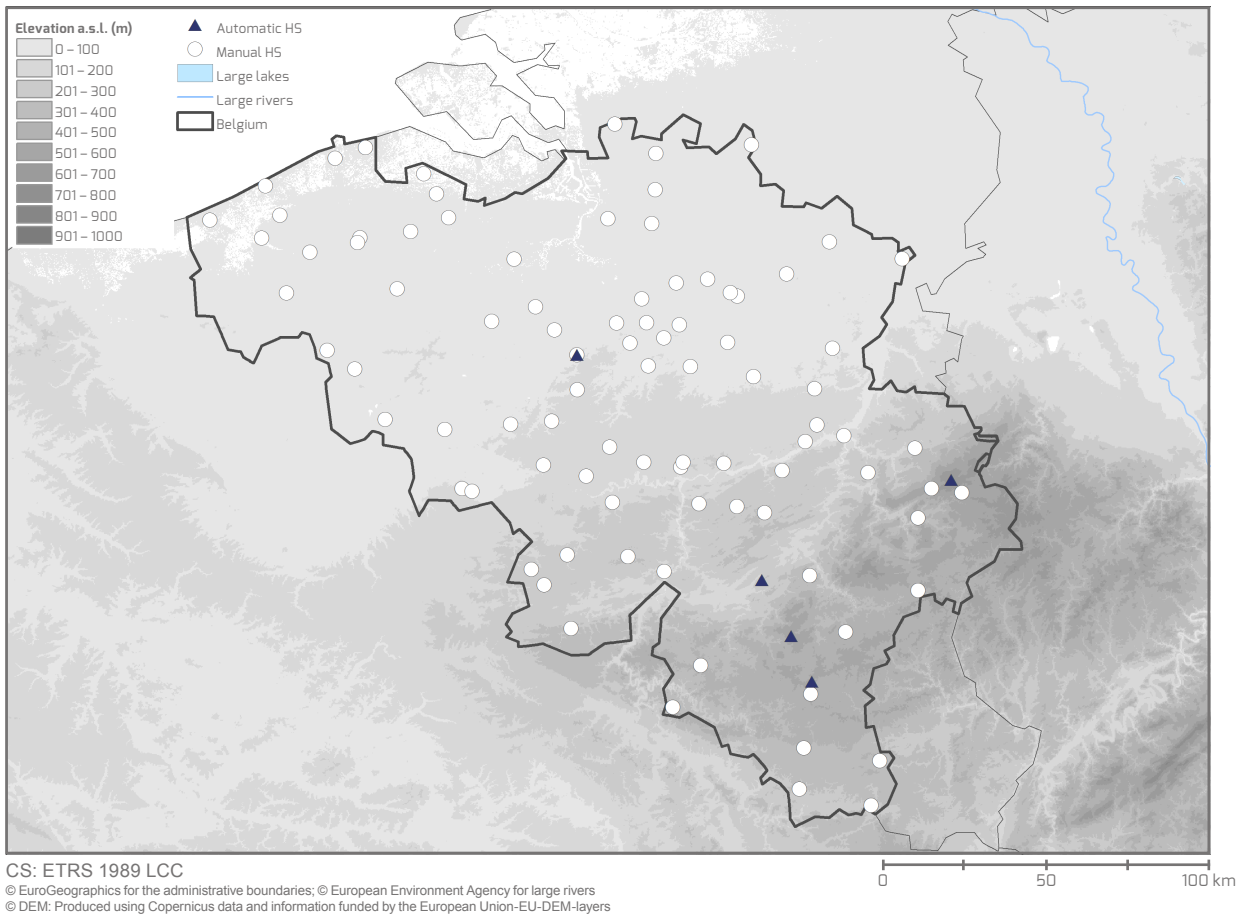 Elevation a.s.l. (m)
0 – 100
101 – 200
201 – 300
301 – 400
401 – 500
501 – 600
601 – 700
701 – 800
801 – 900
901 – 1000
Automatic HS
Manual HS
Large lakes
Large rivers
Belgium
CS: ETRS 1989 LCC
© EuroGeographics for the administrative boundaries; © European Environment Agency for large rivers
© DEM: Produced using Copernicus data and information funded by the European Union-EU-DEM-layers
0 50 100 km